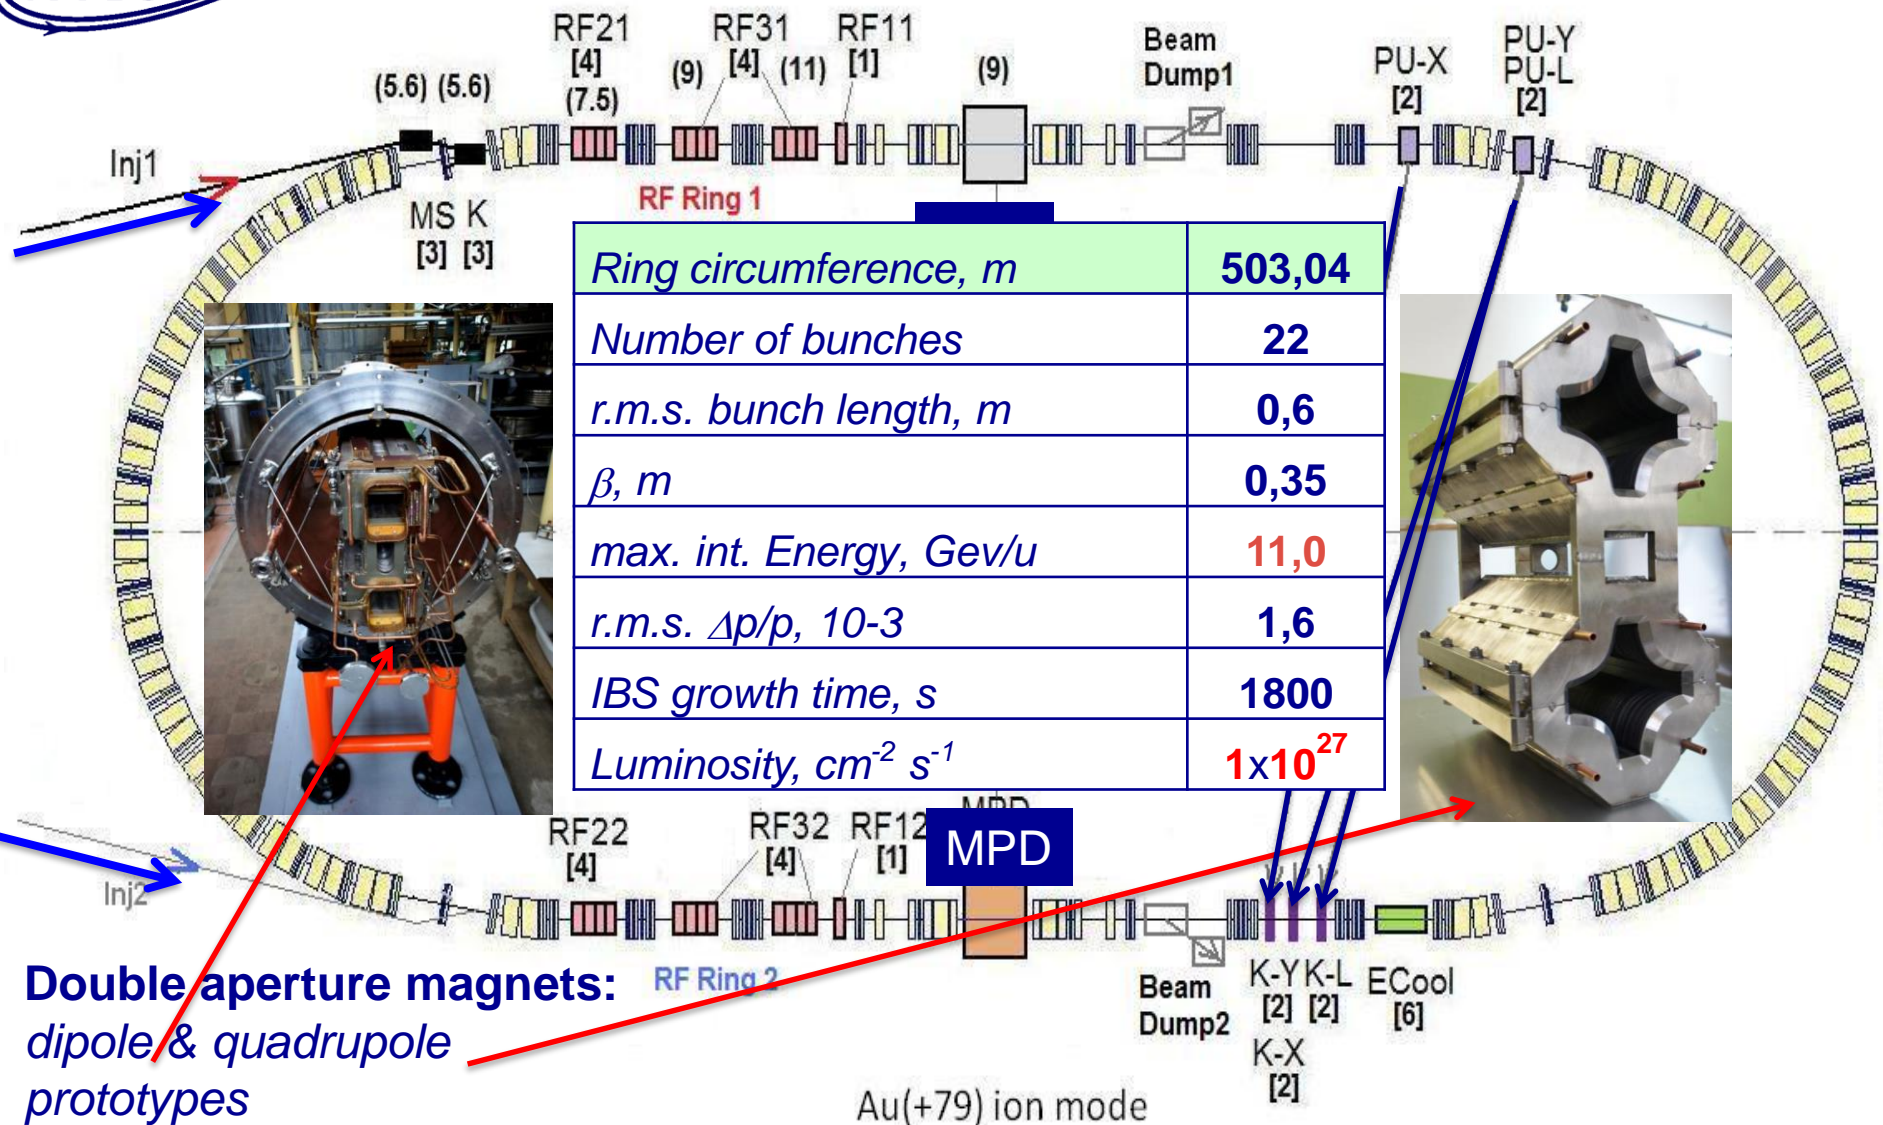 RF21
[4]
(7.5)
RF31
(9) [4] (11)
RF11
[1]
(9)
Beam
Dump1
PU-X
[2]
PU-Y
PU-L
[2]
(5.6) (5.6)
Inj1
MS K
[3] [3]
RF Ring 1
Ring circumference, m 503,04
Number of bunches 22
r.m.s. bunch length, m 0,6
β, m 0,35
max. int. Energy, Gev/u 11,0
r.m.s. Δp/p, 10-3 1,6
IBS growth time, s 1800
Luminosity, cm-2 s-1 1x10^27
RF22
[4]
RF32
[4]
RF12
[1]
MPD
MPD
Inj2
RF Ring 2
Beam
Dump2
K-Y K-L
[2] [2]
K-X
[2]
ECool
[6]
Double aperture magnets:
dipole & quadrupole
prototypes
Au(+79) ion mode